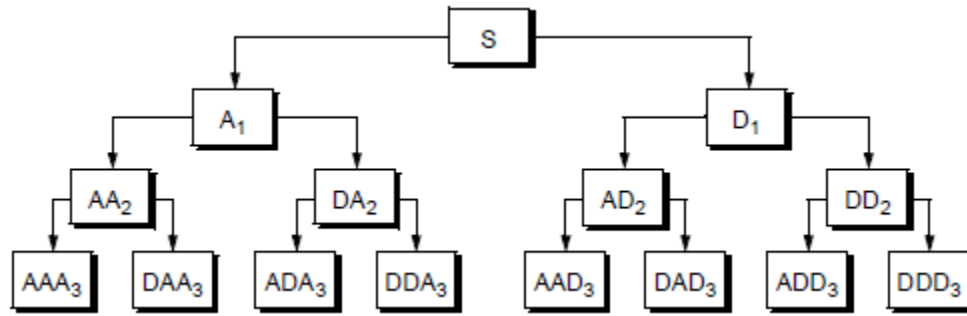 S
A₁ D₁
AA₂ DA₂ AD₂ DD₂
AAA₃ DAA₃ ADA₃ DDA₃ AAD₃ DAD₃ ADD₃ DDD₃